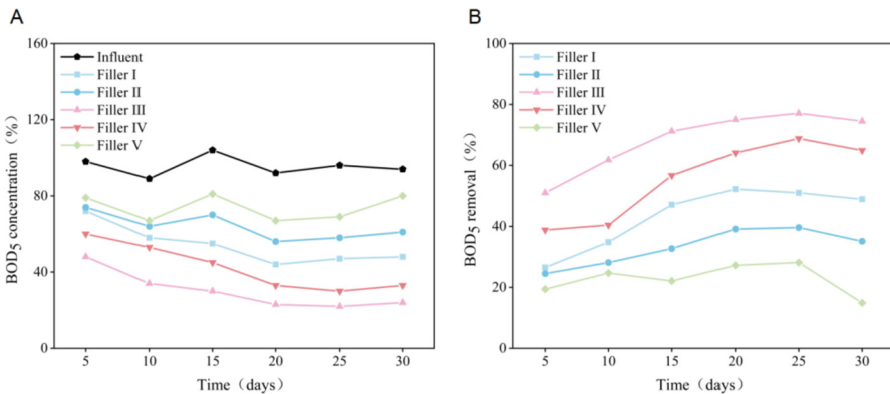 A
160
120
80
40
0
BOD5 concentration (%)
Influent
Filler I
Filler II
Filler III
Filler IV
Filler V
5 10 15 20 25 30
Time (days)
B
100
80
60
40
20
0
BOD5 removal (%)
Filler I
Filler II
Filler III
Filler IV
Filler V
5 10 15 20 25 30
Time (days)